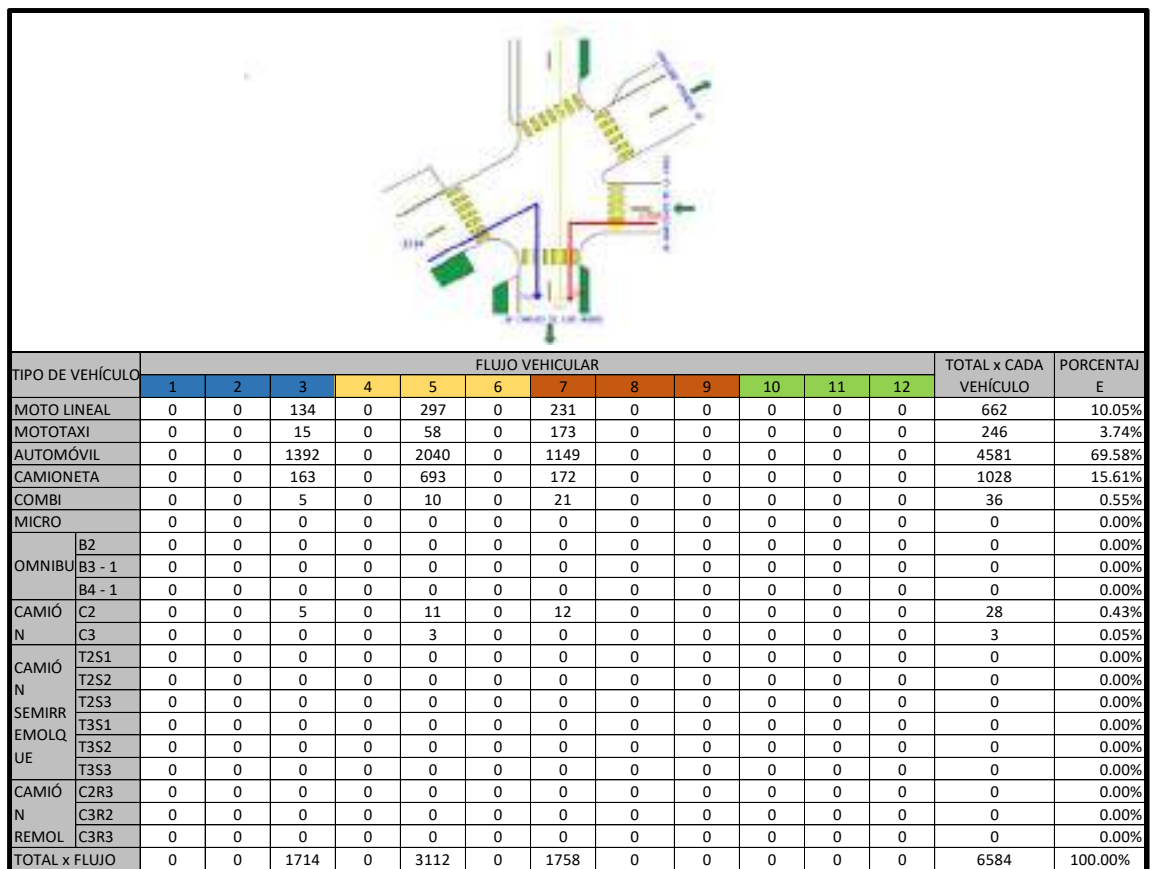 TIPO DE VEHÍCULO FLUJO VEHICULAR TOTAL x CADA VEHÍCULO PORCENTAJE
1 2 3 4 5 6 7 8 9 10 11 12
MOTO LINEAL 0 0 134 0 297 0 231 0 0 0 0 0 662 10.05%
MOTOTAXI 0 0 15 0 58 0 173 0 0 0 0 0 246 3.74%
AUTOMÓVIL 0 0 1392 0 2040 0 1149 0 0 0 0 0 4581 69.58%
CAMIONETA 0 0 163 0 693 0 172 0 0 0 0 0 1028 15.61%
COMBI 0 0 5 0 10 0 21 0 0 0 0 0 36 0.55%
MICRO 0 0 0 0 0 0 0 0 0 0 0 0 0 0.00%
OMNIBU B2 0 0 0 0 0 0 0 0 0 0 0 0 0 0.00%
B3 - 1 0 0 0 0 0 0 0 0 0 0 0 0 0 0.00%
B4 - 1 0 0 0 0 0 0 0 0 0 0 0 0 0 0.00%
CAMIÓN C2 0 0 5 0 11 0 12 0 0 0 0 0 28 0.43%
C3 0 0 0 0 3 0 0 0 0 0 0 0 3 0.05%
CAMIÓN SEMIRREMOLQUE T2S1 0 0 0 0 0 0 0 0 0 0 0 0 0 0.00%
T2S2 0 0 0 0 0 0 0 0 0 0 0 0 0 0.00%
T2S3 0 0 0 0 0 0 0 0 0 0 0 0 0 0.00%
T3S1 0 0 0 0 0 0 0 0 0 0 0 0 0 0.00%
T3S2 0 0 0 0 0 0 0 0 0 0 0 0 0 0.00%
T3S3 0 0 0 0 0 0 0 0 0 0 0 0 0 0.00%
CAMIÓN REMOL C2R3 0 0 0 0 0 0 0 0 0 0 0 0 0 0.00%
C3R2 0 0 0 0 0 0 0 0 0 0 0 0 0 0.00%
C3R3 0 0 0 0 0 0 0 0 0 0 0 0 0 0.00%
TOTAL x FLUJO 0 0 1714 0 3112 0 1758 0 0 0 0 0 6584 100.00%